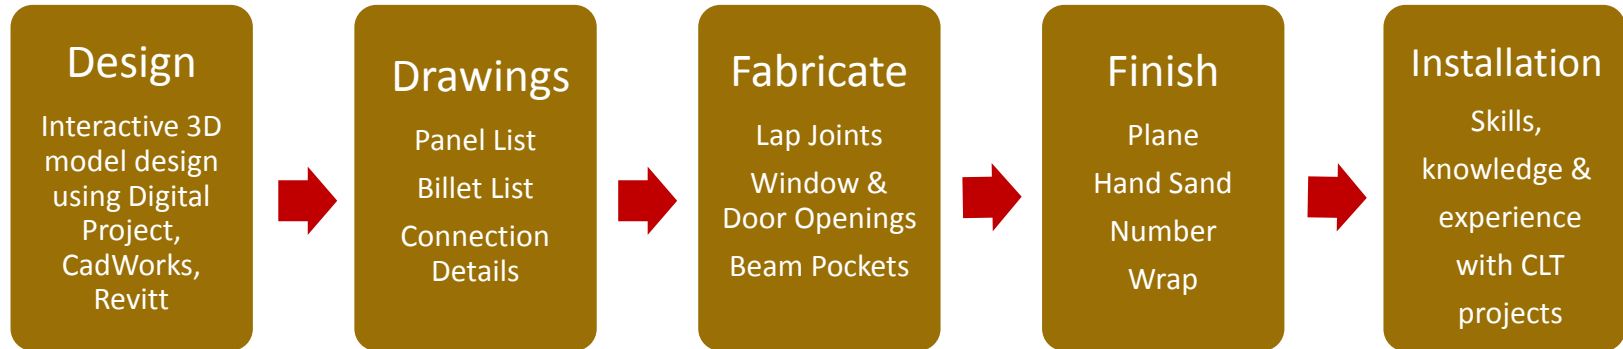 Design
Interactive 3D
model design
using Digital
Project,
CadWorks,
Revitt
Drawings
Panel List
Billet List
Connection
Details
Fabricate
Lap Joints
Window &
Door Openings
Beam Pockets
Finish
Plane
Hand Sand
Number
Wrap
Installation
Skills,
knowledge &
experience
with CLT
projects